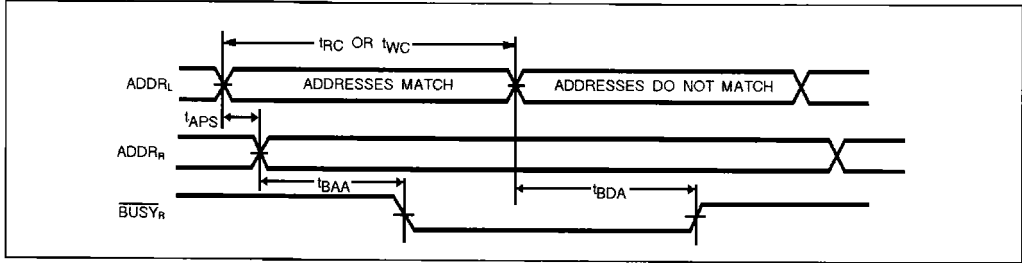 tRC OR tWC
ADDRL ADDRESSES MATCH ADDRESSES DO NOT MATCH
tAPS
ADDRR
tBAA tBDA
BUSYR